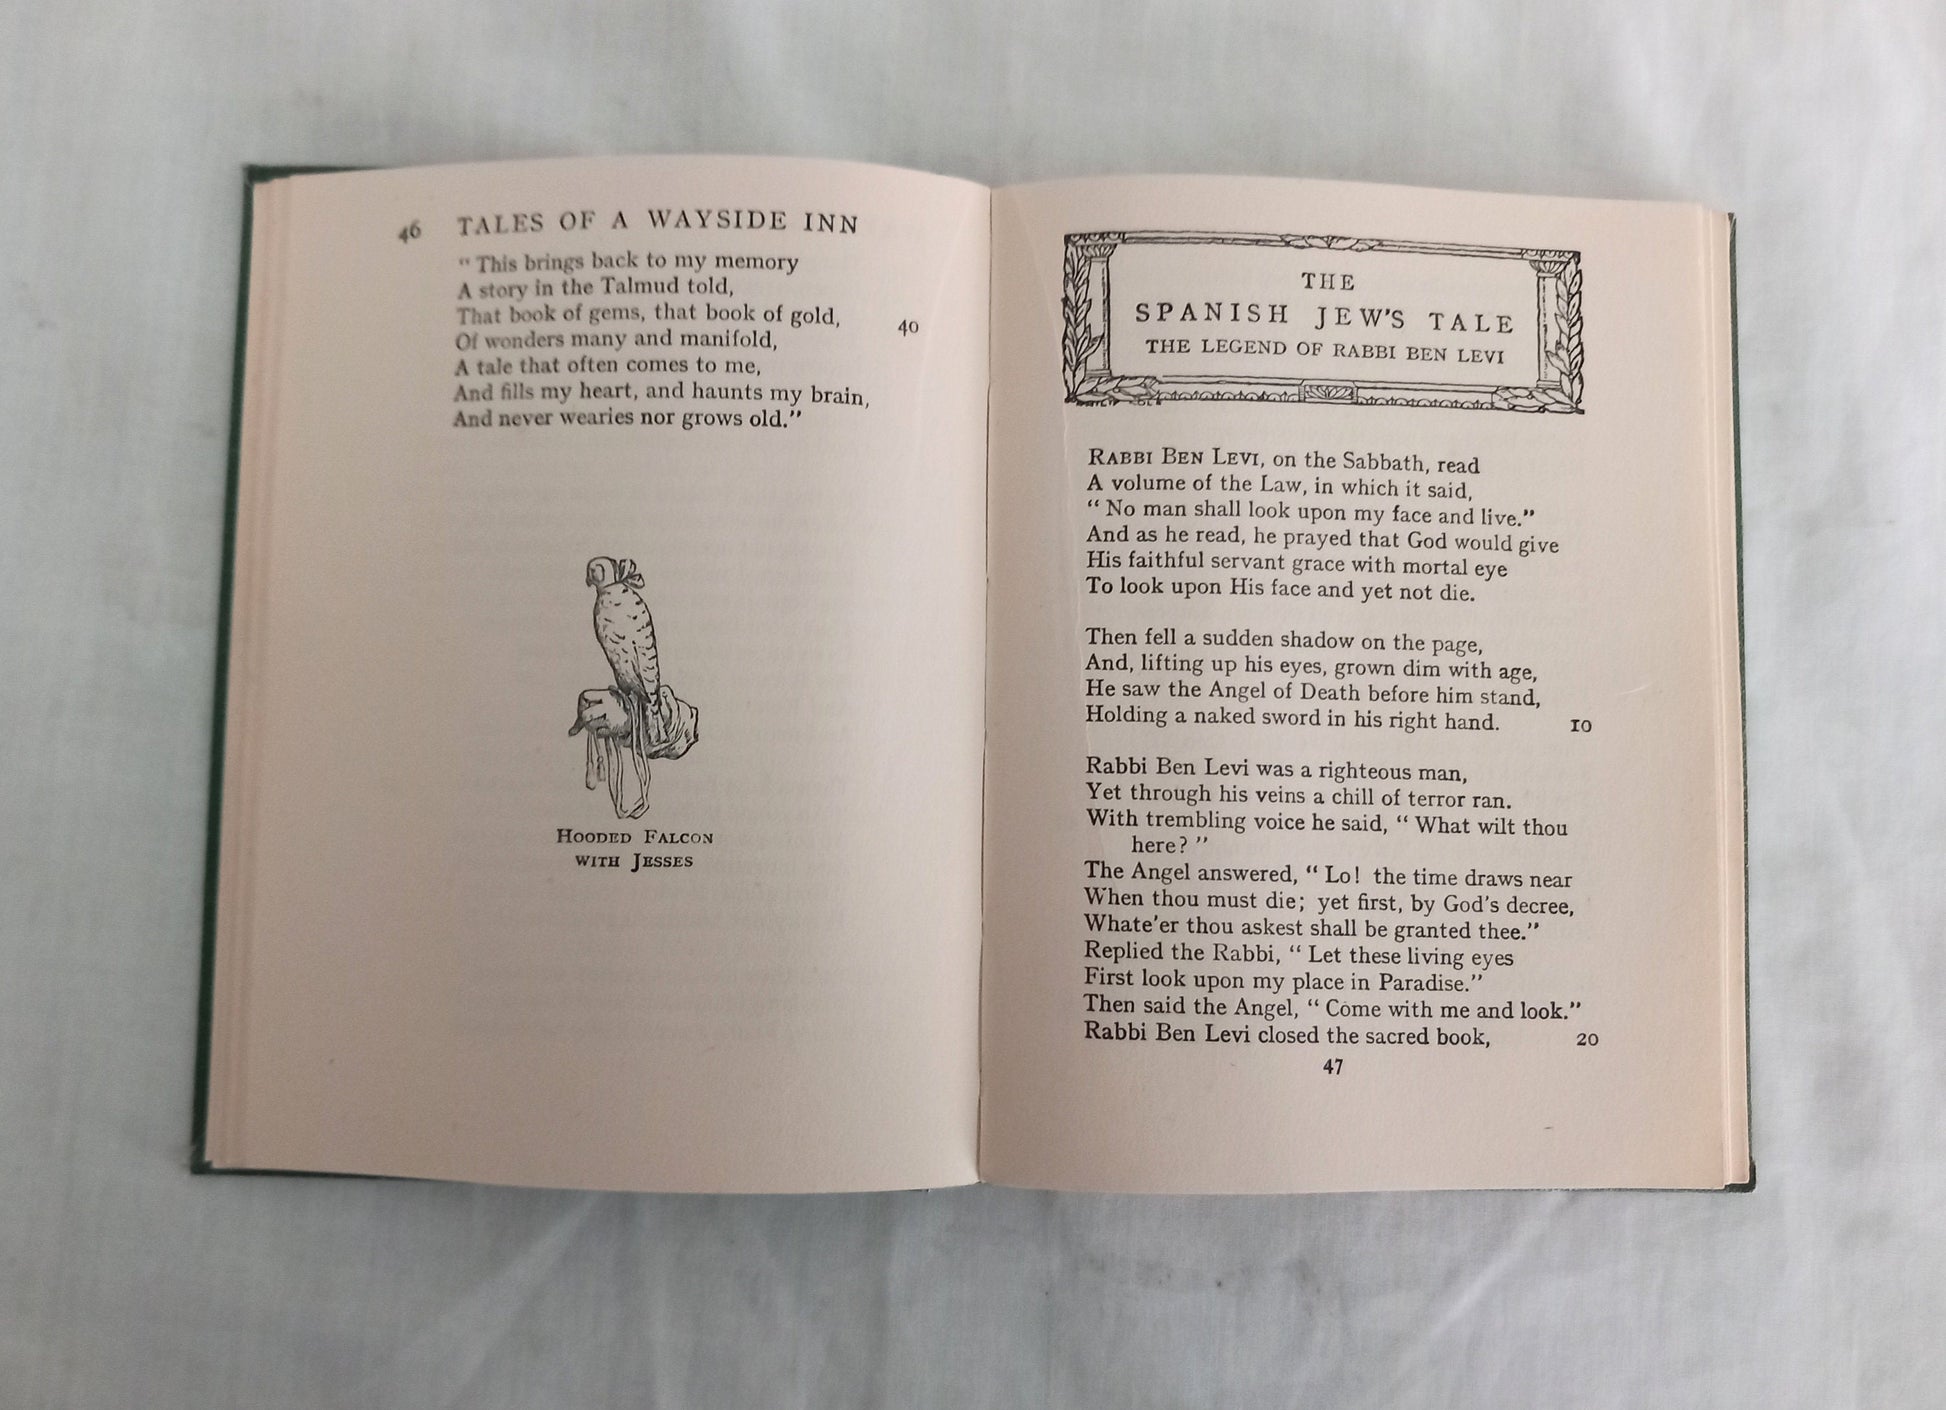 46 TALES OF A WAYSIDE INN
“This brings back to my memory
A story in the Talmud told,
That book of gems, that book of gold,
40
Of wonders many and manifold,
A tale that often comes to me,
And fills my heart, and haunts my brain,
And never wearies nor grows old.”
HOODED FALCON
WITH JESSES
THE
SPANISH JEW'S TALE
THE LEGEND OF RABBI BEN LEVI
RABBI BEN LEVI, on the Sabbath, read
A volume of the Law, in which it said,
“No man shall look upon my face and live.”
And as he read, he prayed that God would give
His faithful servant grace with mortal eye
To look upon His face and yet not die.
Then fell a sudden shadow on the page,
And, lifting up his eyes, grown dim with age,
He saw the Angel of Death before him stand,
Holding a naked sword in his right hand. 10
Rabbi Ben Levi was a righteous man,
Yet through his veins a chill of terror ran.
With trembling voice he said, “What wilt thou
here?”
The Angel answered, “Lo! the time draws near
When thou must die; yet first, by God's decree,
Whate'er thou askest shall be granted thee.”
Replied the Rabbi, “Let these living eyes
First look upon my place in Paradise.”
Then said the Angel, “Come with me and look.”
Rabbi Ben Levi closed the sacred book, 20
47